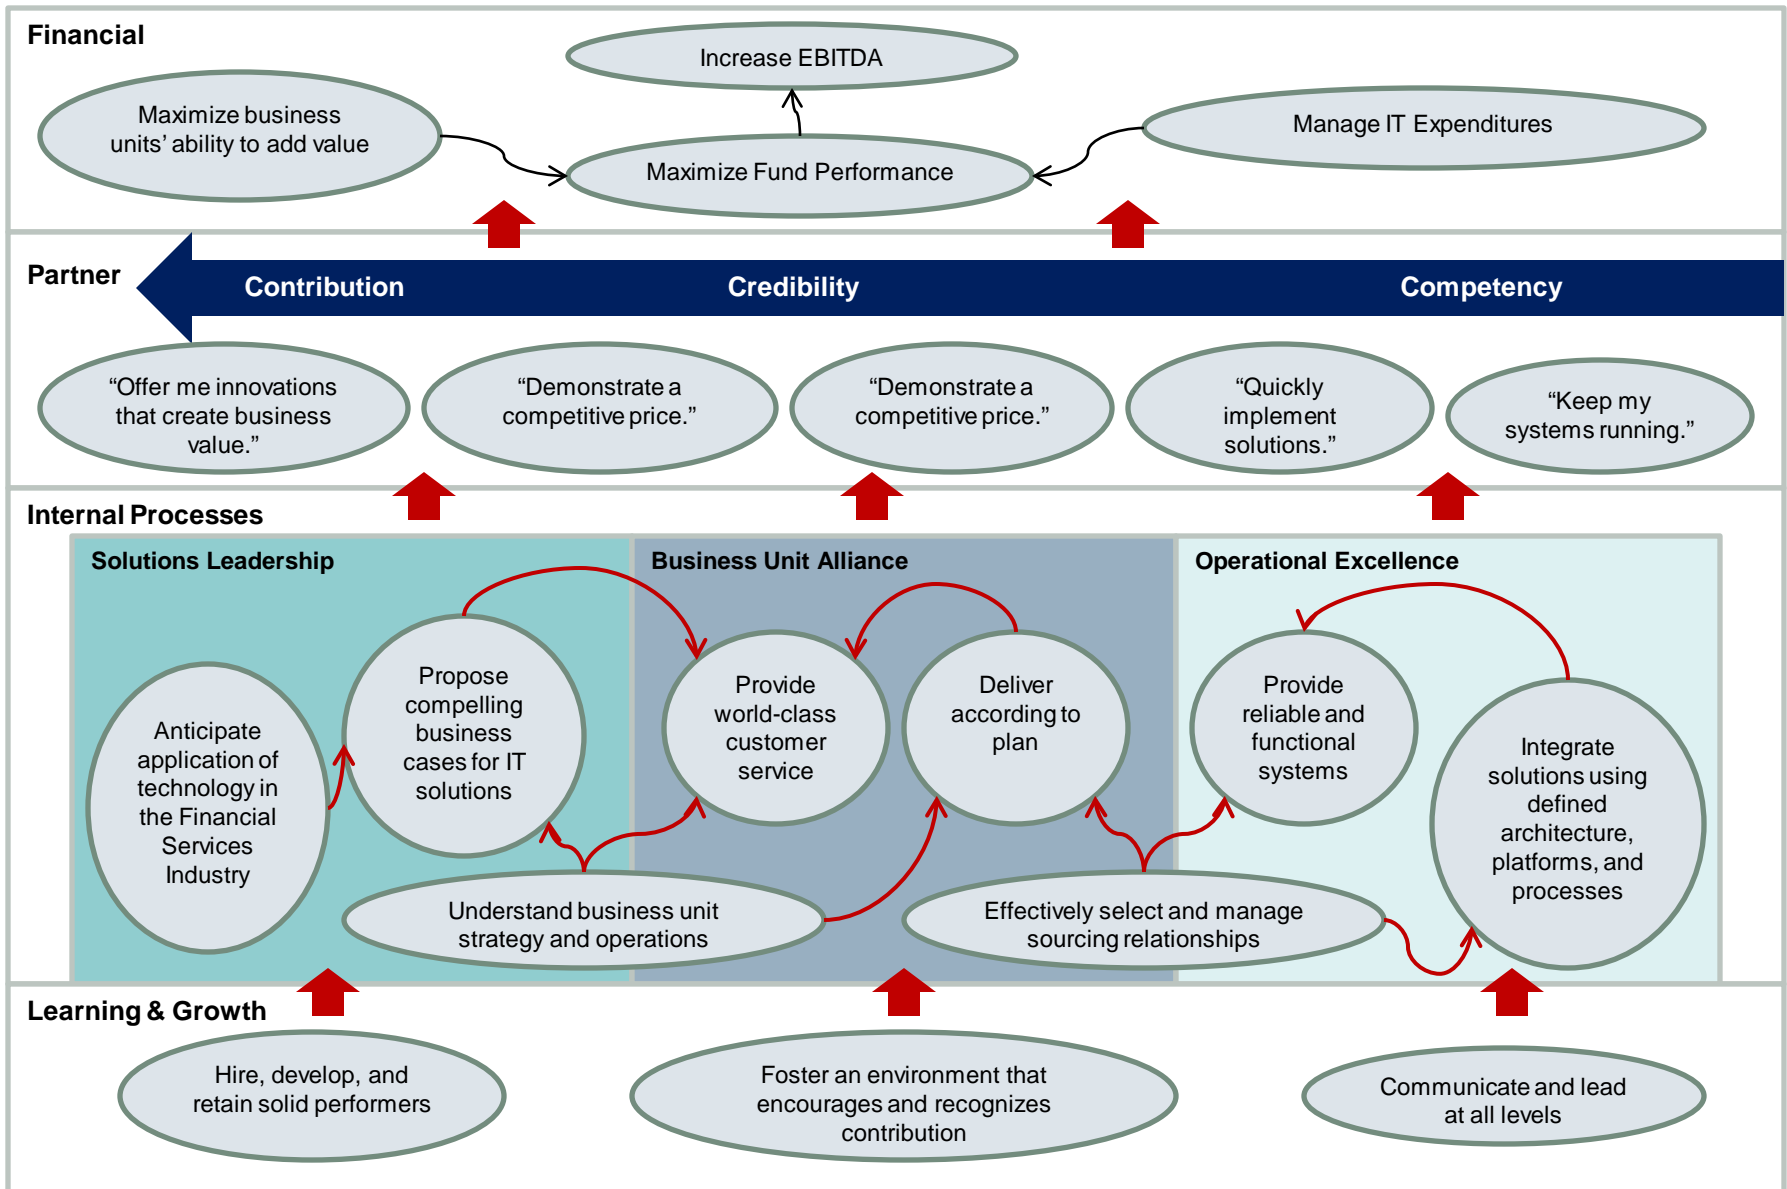 Financial
Increase EBITDA
Maximize business
units’ ability to add value
Manage IT Expenditures
Maximize Fund Performance
Partner
Contribution
Credibility
Competency
“Offer me innovations
that create business
value.”
“Demonstrate a
competitive price.”
“Demonstrate a
competitive price.”
“Quickly
implement
solutions.”
“Keep my
systems running.”
Internal Processes
Solutions Leadership
Business Unit Alliance
Operational Excellence
Anticipate
application of
technology in
the Financial
Services
Industry
Propose
compelling
business
cases for IT
solutions
Provide
world-class
customer
service
Deliver
according to
plan
Provide
reliable and
functional
systems
Integrate
solutions using
defined
architecture,
platforms, and
processes
Understand business unit
strategy and operations
Effectively select and manage
sourcing relationships
Learning & Growth
Hire, develop, and
retain solid performers
Foster an environment that
encourages and recognizes
contribution
Communicate and lead
at all levels